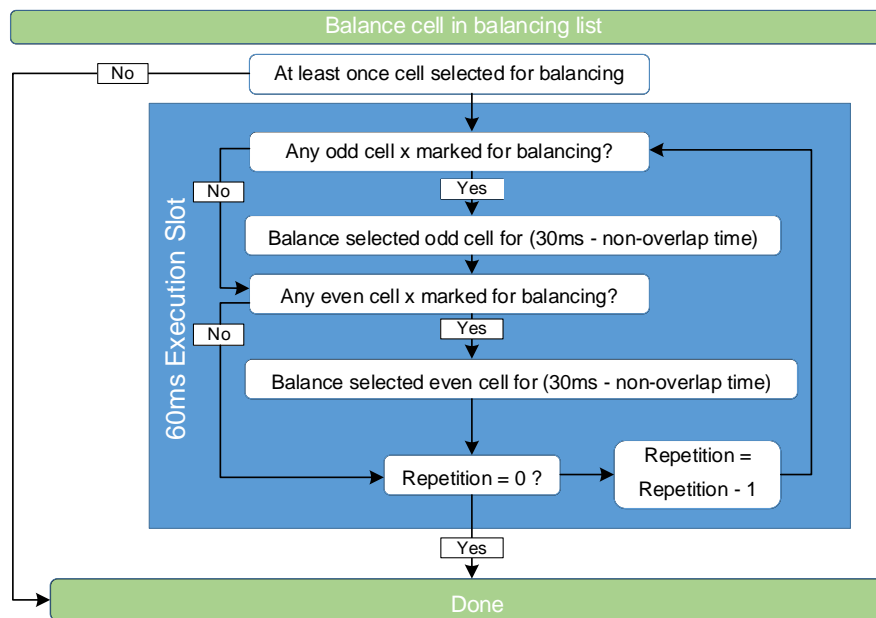 Balance cell in balancing list
No
At least once cell selected for balancing
Any odd cell x marked for balancing?
No
Yes
Balance selected odd cell for (30ms - non-overlap time)
Any even cell x marked for balancing?
No
Yes
Balance selected even cell for (30ms - non-overlap time)
60ms Execution Slot
Repetition = 0 ?
Repetition =
Repetition - 1
Yes
Done